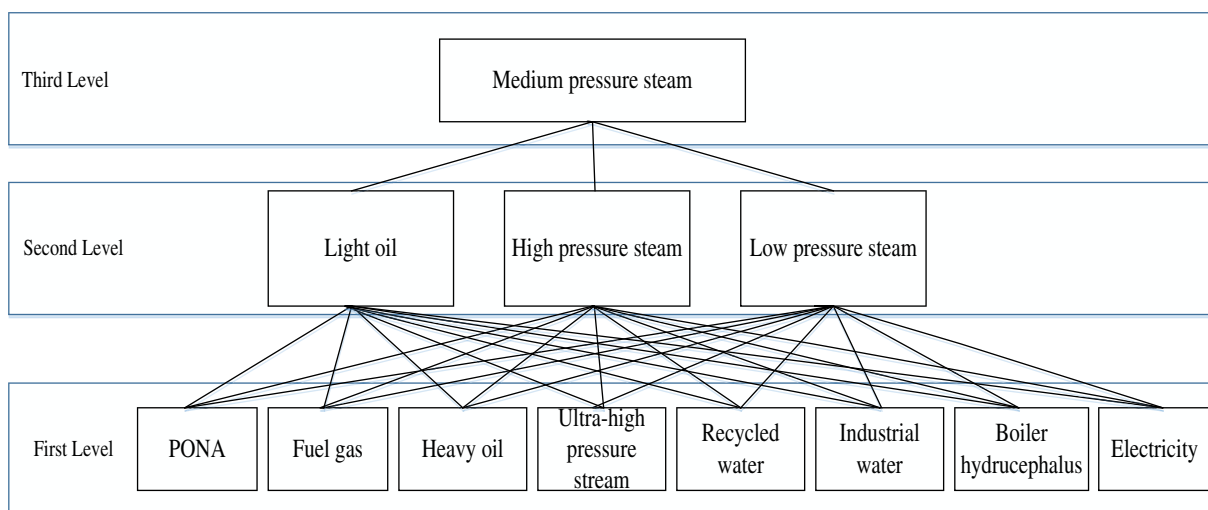 Third Level
Medium pressure steam
Second Level
Light oil
High pressure steam
Low pressure steam
First Level
PONA
Fuel gas
Heavy oil
Ultra-high
pressure
stream
Recycled
water
Industrial
water
Boiler
hydrucephalus
Electricity